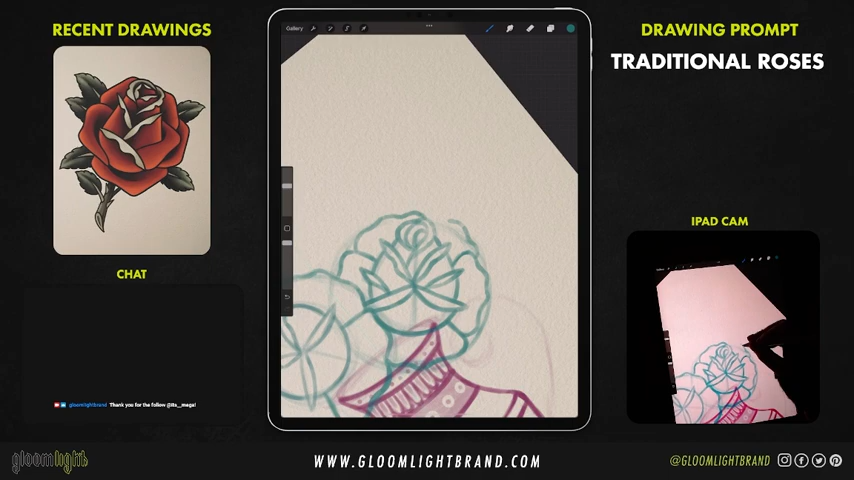 RECENT DRAWINGS
DRAWING PROMPT
TRADITIONAL ROSES
Gallery
IPAD CAM
CHAT
gloomlightbrand Thank you for the follow @its__mega!
gloomlight
WWW.GLOOMLIGHTBRAND.COM
@GLOOMLIGHTBRAND